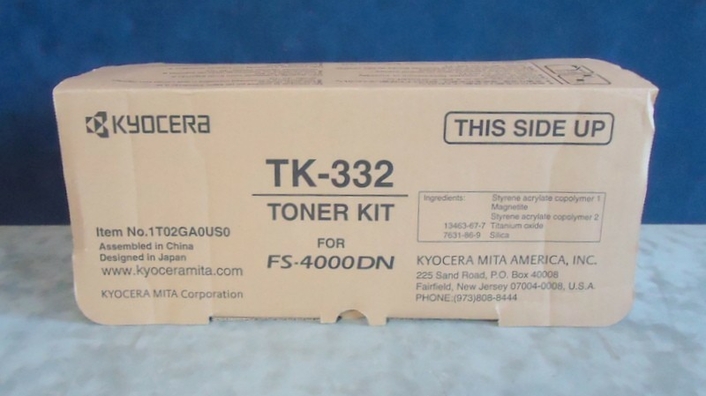 KYOCERA
THIS SIDE UP
TK-332
TONER KIT
FOR
FS-4000DN
Item No.1T02GA0US0
Assembled in China
Designed in Japan
www.kyoceramita.com
KYOCERA MITA Corporation
Ingredients: Styrene acrylate copolymer 1
Magnetite
Styrene acrylate copolymer 2
13463-67-7 Titanium oxide
7631-86-9 Silica
KYOCERA MITA AMERICA, INC.
225 Sand Road, P.O. Box 40008
Fairfield, New Jersey 07004-0008, U.S.A
PHONE:(973)808-8444